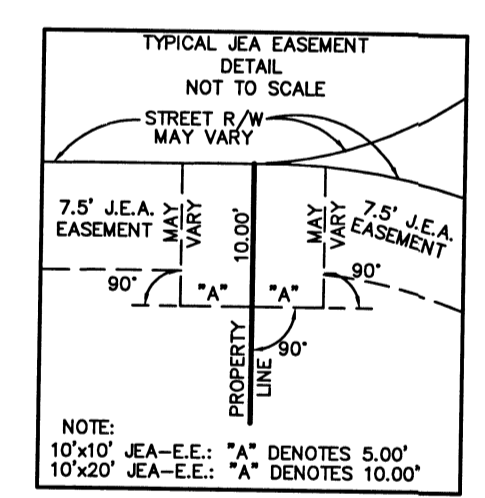 TYPICAL JEA EASEMENT
DETAIL
NOT TO SCALE
STREET R/W
MAY VARY
7.5' J.E.A.
EASEMENT
MAY
VARY
10.00'
MAY
VARY
7.5' J.E.A.
EASEMENT
90°
"A"
"A"
90°
90°
PROPERTY
LINE
NOTE:
10'x10' JEA-E.E.: "A" DENOTES 5.00'
10'x20' JEA-E.E.: "A" DENOTES 10.00'